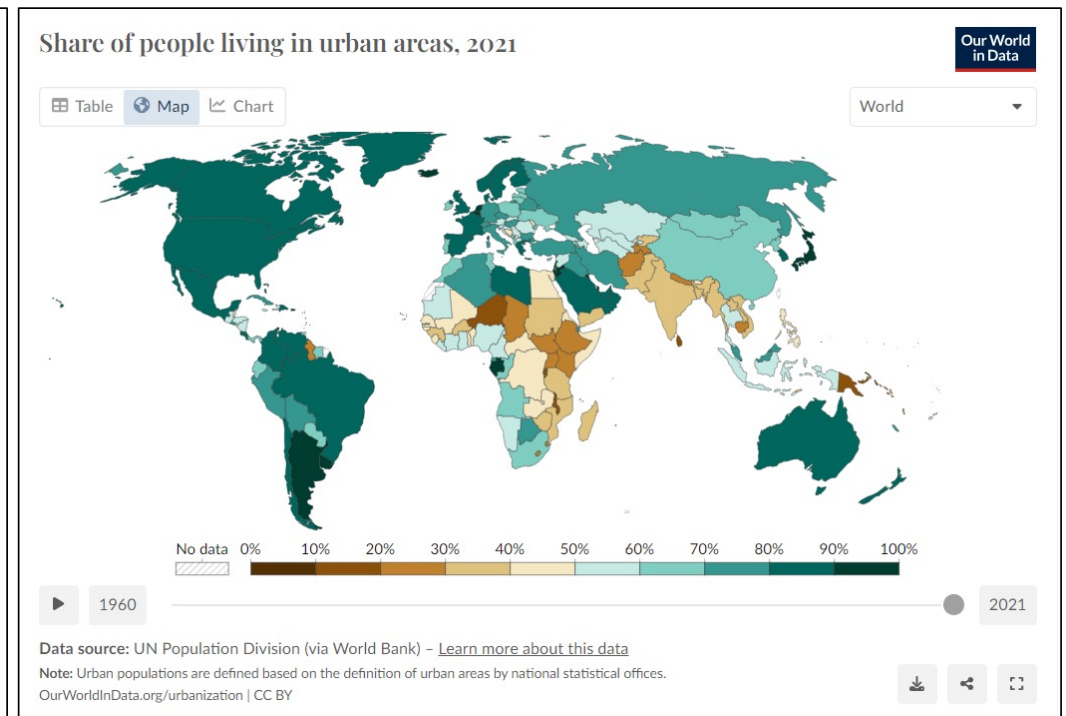 Share of people living in urban areas, 2021
Our World
in Data
Table
Map
Chart
World
No data 0% 10% 20% 30% 40% 50% 60% 70% 80% 90% 100%
1960
2021
Data source: UN Population Division (via World Bank) – Learn more about this data
Note: Urban populations are defined based on the definition of urban areas by national statistical offices.
OurWorldInData.org/urbanization | CC BY